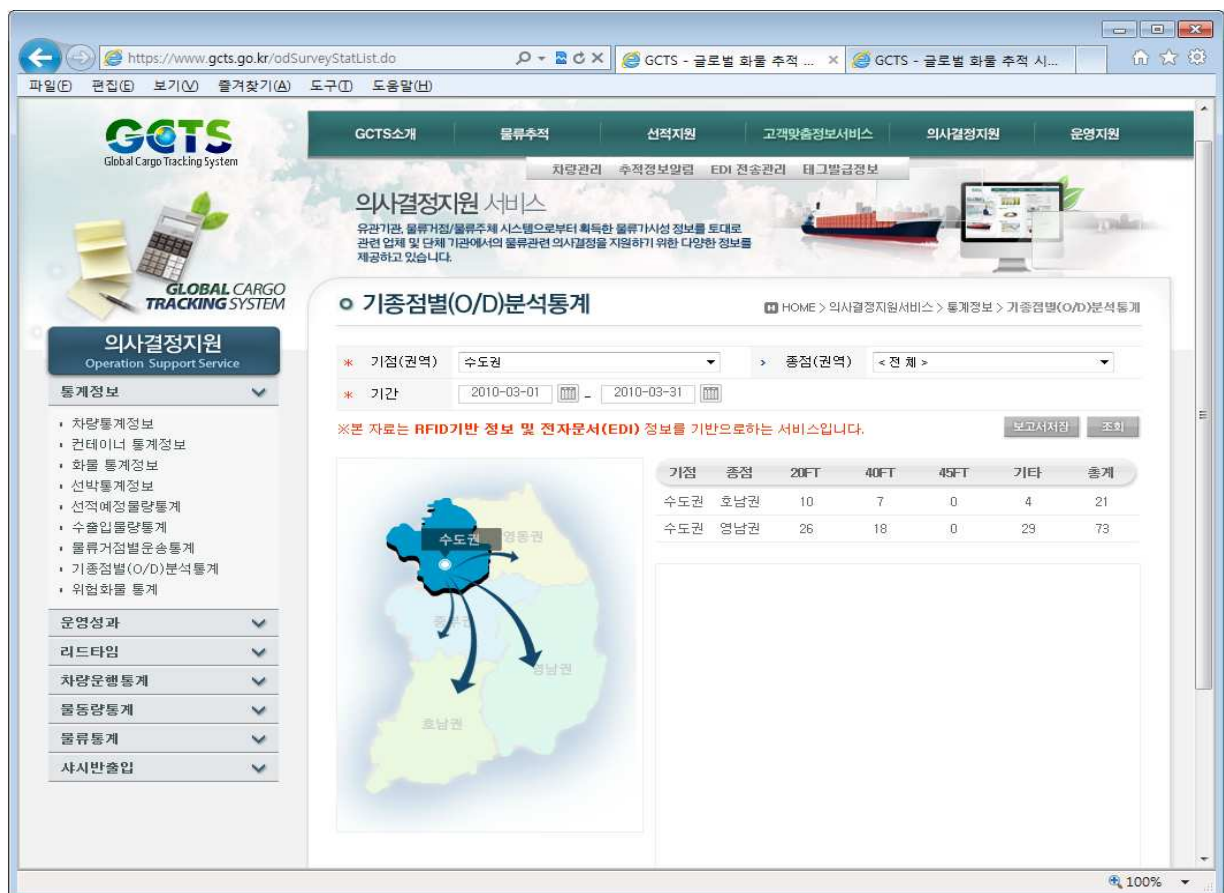 https://www.gcts.go.kr/odSurveyStatList.do
GCTS - 글로벌 화물 추적 ...
GCTS - 글로벌 화물 추적 시...
파일(F) 편집(E) 보기(V) 즐겨찾기(A) 도구(T) 도움말(H)
GCTS
Global Cargo Tracking System
GCTS소개 물류추적 선적지원 고객맞춤정보서비스 의사결정지원 운영지원
차량관리 추적정보알림 EDI 전송관리 태그발급정보
의사결정지원 서비스
유관기관, 물류거점/물류주체 시스템으로부터 획득한 물류가시성 정보를 토대로
관련 업체 및 단체 기관에서의 물류관련 의사결정을 지원하기 위한 다양한 정보를
제공하고 있습니다.
GLOBAL CARGO
TRACKING SYSTEM
기종점별(O/D)분석통계
HOME > 의사결정지원서비스 > 통계정보 > 기종점별(O/D)분석통계
의사결정지원
Operation Support Service
통계정보
차량통계정보
컨테이너 통계정보
화물 통계정보
선박통계정보
선적예정물량통계
수출입물량통계
물류거점별운송통계
기종점별(O/D)분석통계
위험화물 통계
운영성과
리드타임
차량운행통계
물동량통계
물류통계
샤시반출입
* 기점(권역) 수도권 > 종점(권역) < 전 체 >
* 기간 2010-03-01 - 2010-03-31
※본 자료는 RFID기반 정보 및 전자문서(EDI) 정보를 기반으로하는 서비스입니다.
보고서저장 조회
수도권
영동권
중부권
영남권
호남권
기점 종점 20FT 40FT 45FT 기타 총계
수도권 호남권 10 7 0 4 21
수도권 영남권 26 18 0 29 73
100%